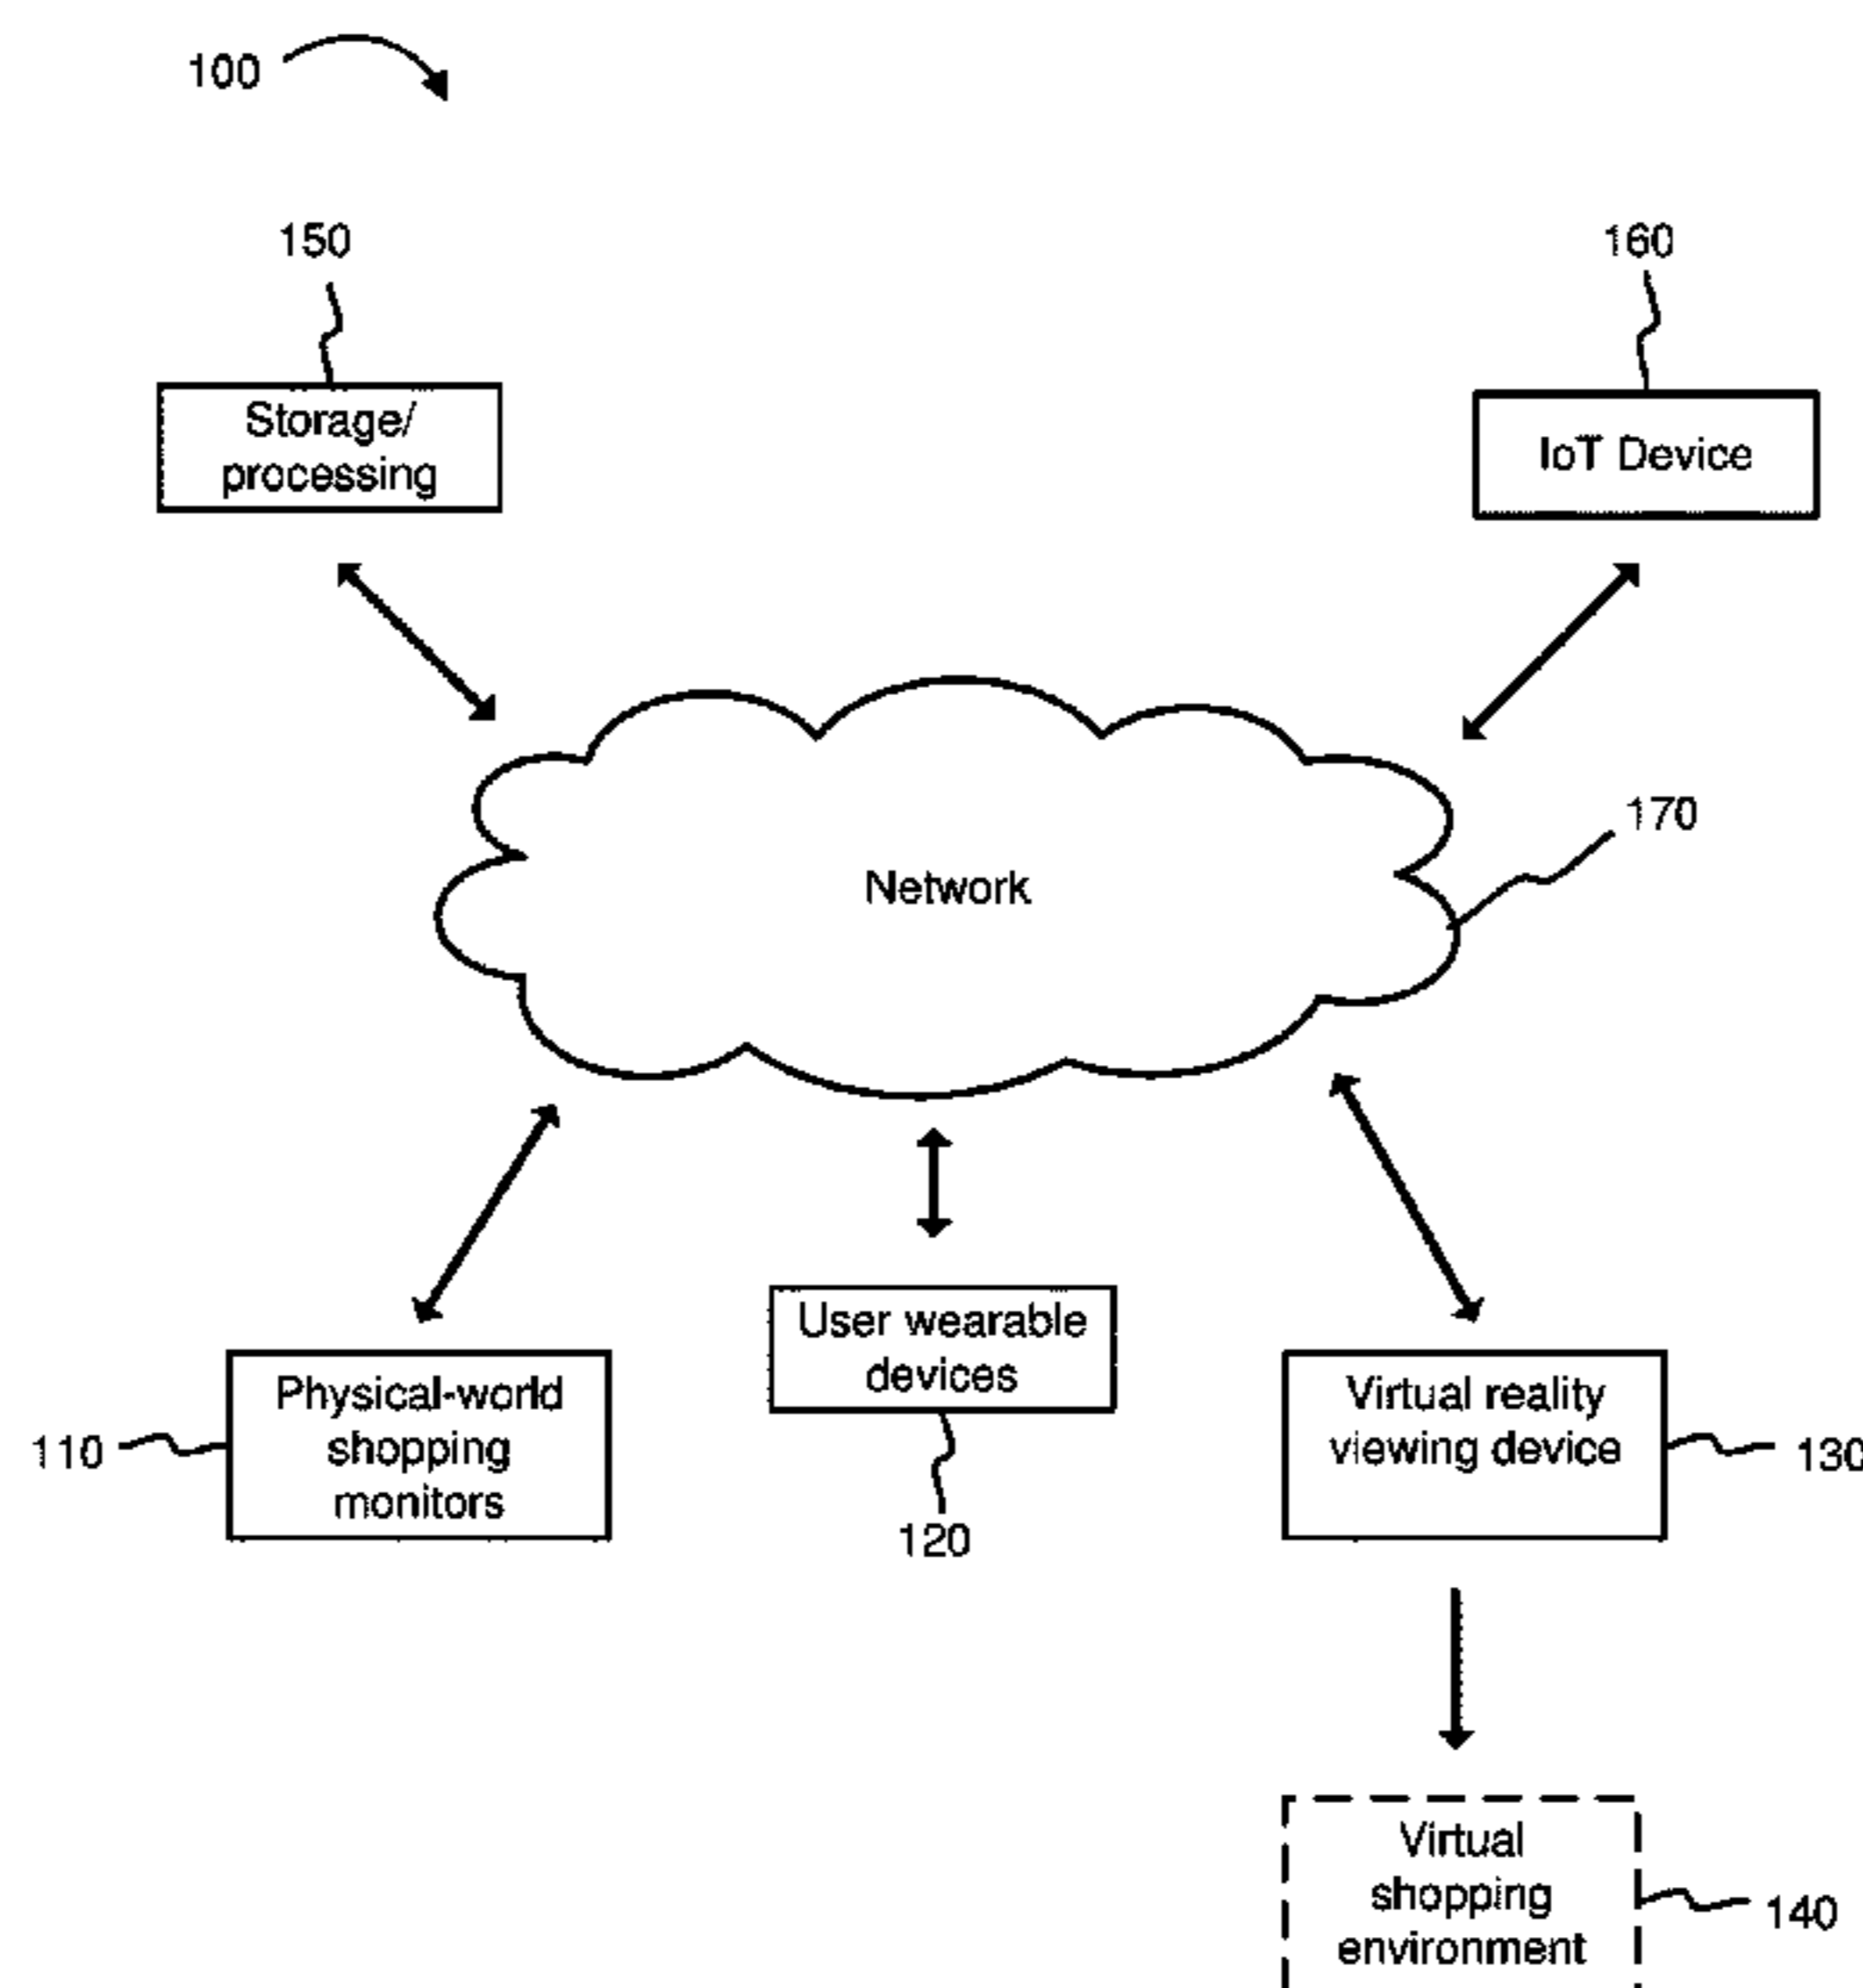 100
150
160
Storage/
processing
IoT Device
170
Network
User wearable
devices
Physical-world
shopping
monitors
Virtual reality
viewing device
110
130
120
Virtual
shopping
environment
140